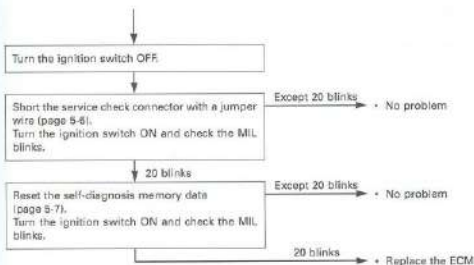 Turn the ignition switch OFF.
Short the service check connector with a jumper
wire (page 5-6).
Turn the ignition switch ON and check the MIL
blinks.
Except 20 blinks
• No problem
20 blinks
Reset the self-diagnosis memory data
(page 5-7).
Turn the ignition switch ON and check the MIL
blinks.
Except 20 blinks
• No problem
20 blinks
• Replace the ECM